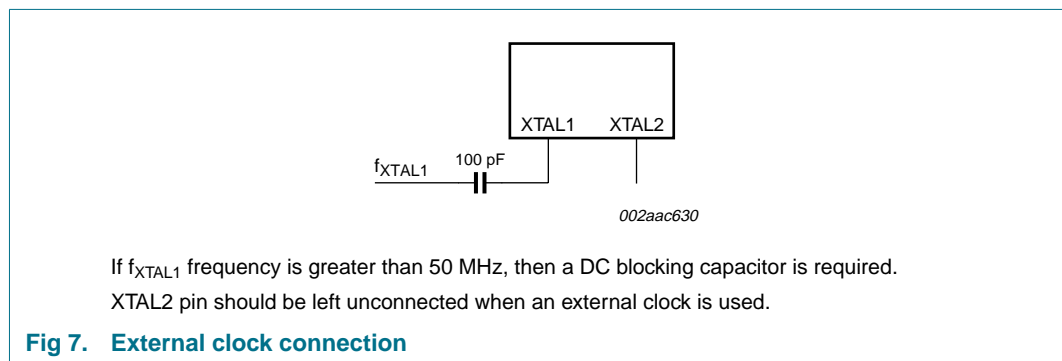 XTAL1 XTAL2
fXTAL1
100 pF
002aac630
If fXTAL1 frequency is greater than 50 MHz, then a DC blocking capacitor is required.
XTAL2 pin should be left unconnected when an external clock is used.
Fig 7. External clock connection